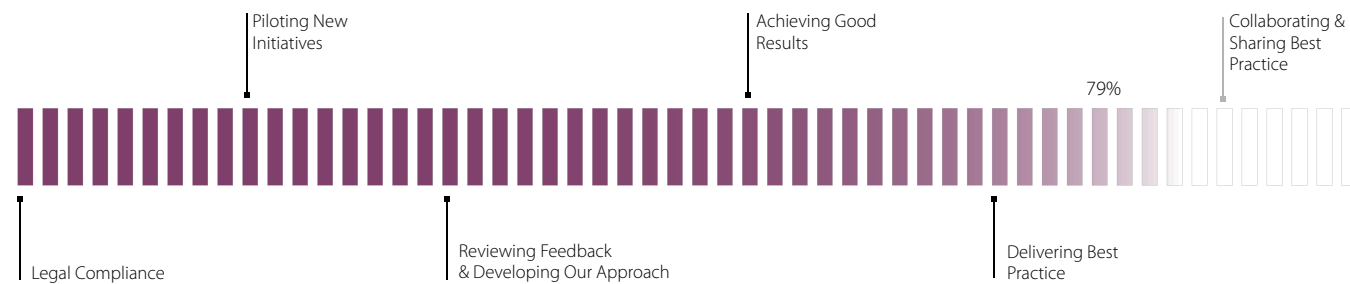 Piloting New
Initiatives
Achieving Good
Results
Collaborating &
Sharing Best
Practice
79%
Legal Compliance
Reviewing Feedback
& Developing Our Approach
Delivering Best
Practice